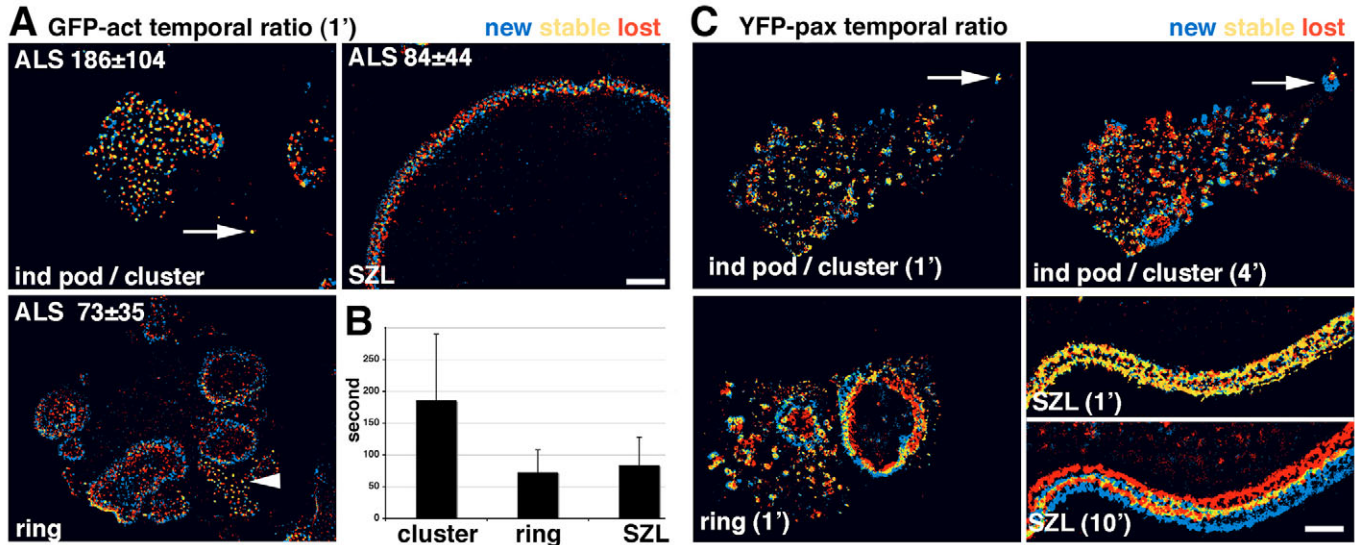 A GFP-act temporal ratio (1') new stable lost
ALS 186±104
ind pod / cluster
ALS 84±44
SZL
ALS 73±35
ring
B
second
250
200
150
100
50
0
cluster ring SZL
C YFP-pax temporal ratio new stable lost
ind pod / cluster (1')
ind pod / cluster (4')
ring (1')
SZL (1')
SZL (10')